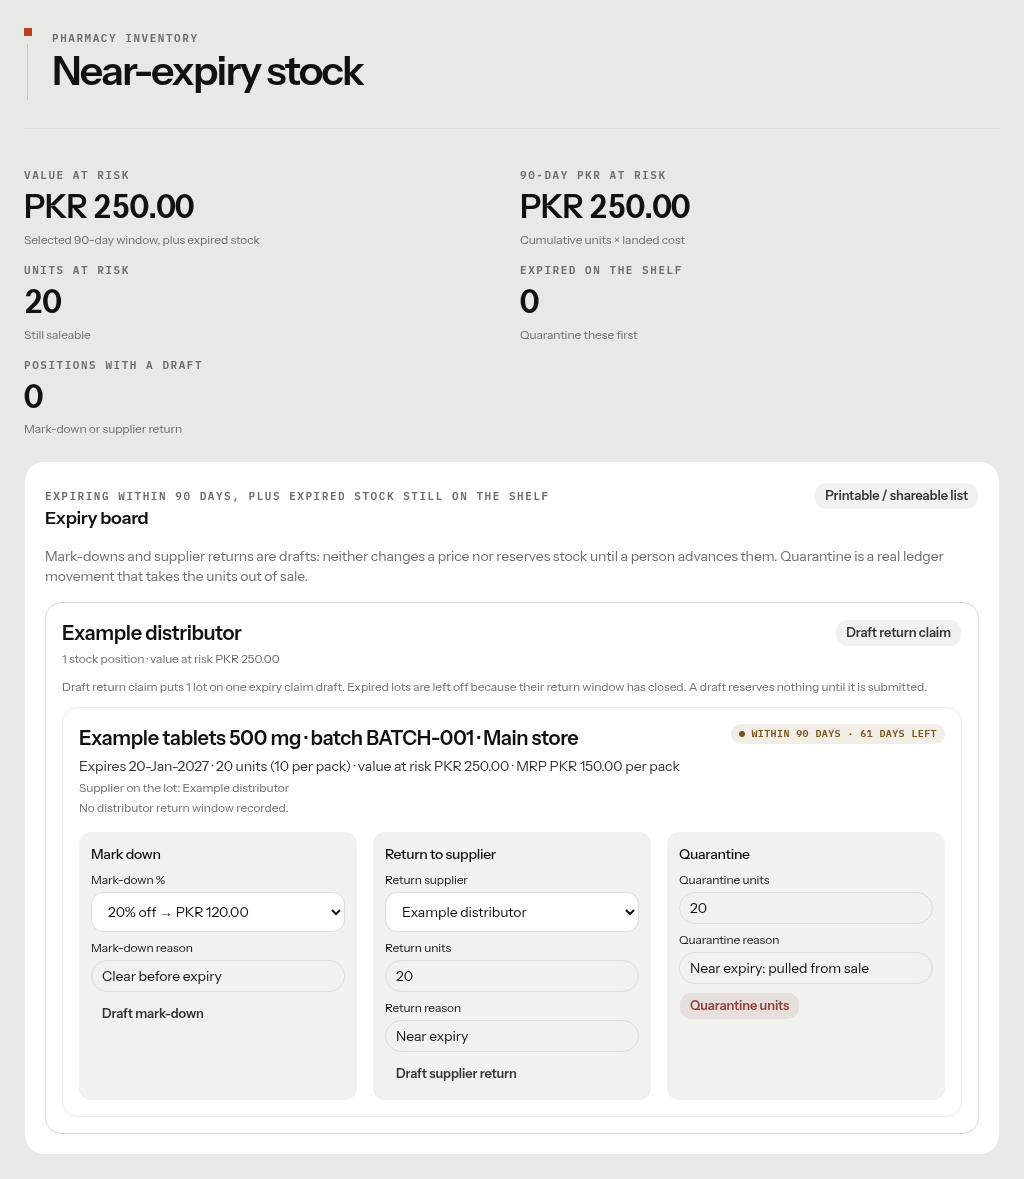 PHARMACY INVENTORY
Near-expiry stock
VALUE AT RISK
PKR 250.00
Selected 90-day window, plus expired stock
90-DAY PKR AT RISK
PKR 250.00
Cumulative units × landed cost
UNITS AT RISK
20
Still saleable
EXPIRED ON THE SHELF
0
Quarantine these first
POSITIONS WITH A DRAFT
0
Mark-down or supplier return
EXPIRING WITHIN 90 DAYS, PLUS EXPIRED STOCK STILL ON THE SHELF
Expiry board
Printable / shareable list
Mark-downs and supplier returns are drafts: neither changes a price nor reserves stock until a person advances them. Quarantine is a real ledger
movement that takes the units out of sale.
Example distributor
Draft return claim
1 stock position · value at risk PKR 250.00
Draft return claim puts 1 lot on one expiry claim draft. Expired lots are left off because their return window has closed. A draft reserves nothing until it is submitted.
Example tablets 500 mg · batch BATCH-001 · Main store
WITHIN 90 DAYS · 61 DAYS LEFT
Expires 20-Jan-2027 · 20 units (10 per pack) · value at risk PKR 250.00 · MRP PKR 150.00 per pack
Supplier on the lot: Example distributor
No distributor return window recorded.
Mark down
Mark-down %
20% off → PKR 120.00
Mark-down reason
Clear before expiry
Draft mark-down
Return to supplier
Return supplier
Example distributor
Return units
20
Return reason
Near expiry
Draft supplier return
Quarantine
Quarantine units
20
Quarantine reason
Near expiry: pulled from sale
Quarantine units